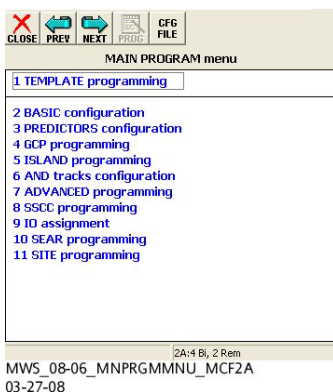 CLOSE PREV NEXT PROG CFG FILE
MAIN PROGRAM menu
1 TEMPLATE programming
2 BASIC configuration
3 PREDICTORS configuration
4 GCP programming
5 ISLAND programming
6 AND tracks configuration
7 ADVANCED programming
8 SSCC programming
9 IO assignment
10 SEAR programming
11 SITE programming
2A:4 Bi, 2 Rem
MWS_08-06_MNPRGMMNU_MCF2A
03-27-08